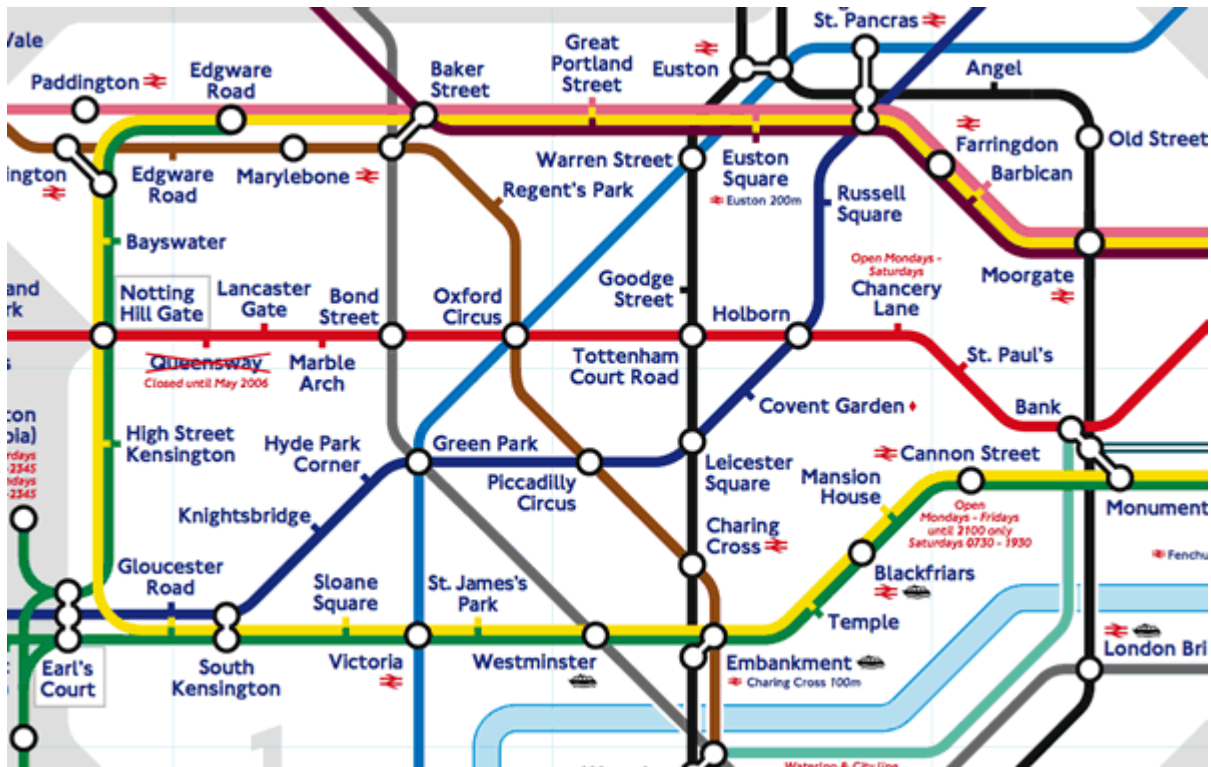 St. Pancras
Great
Portland
Street
Euston
Angel
Paddington
Edgware
Road
Baker
Street
Old Street
Warren Street
Euston
Square
Euston 200m
Farringdon
Barbican
Edgware
Road
Marylebone
Regent's Park
Russell
Square
Bayswater
Open Mondays -
Saturdays
Chancery
Lane
Moorgate
Notting
Hill Gate
Lancaster
Gate
Bond
Street
Oxford
Circus
Goodge
Street
Holborn
Queensway
Closed until May 2006
Marble
Arch
Tottenham
Court Road
St. Paul's
Covent Garden
Bank
High Street
Kensington
Hyde Park
Corner
Green Park
Piccadilly
Circus
Leicester
Square
Mansion
House
Cannon Street
Open
Mondays - Fridays
until 2100 only
Saturdays 0730 - 1930
Monument
Knightsbridge
Charing
Cross
Gloucester
Road
Sloane
Square
St. James's
Park
Blackfriars
Temple
Earl's
Court
South
Kensington
Victoria
Westminster
Embankment
Charing Cross 100m
London Bri
1